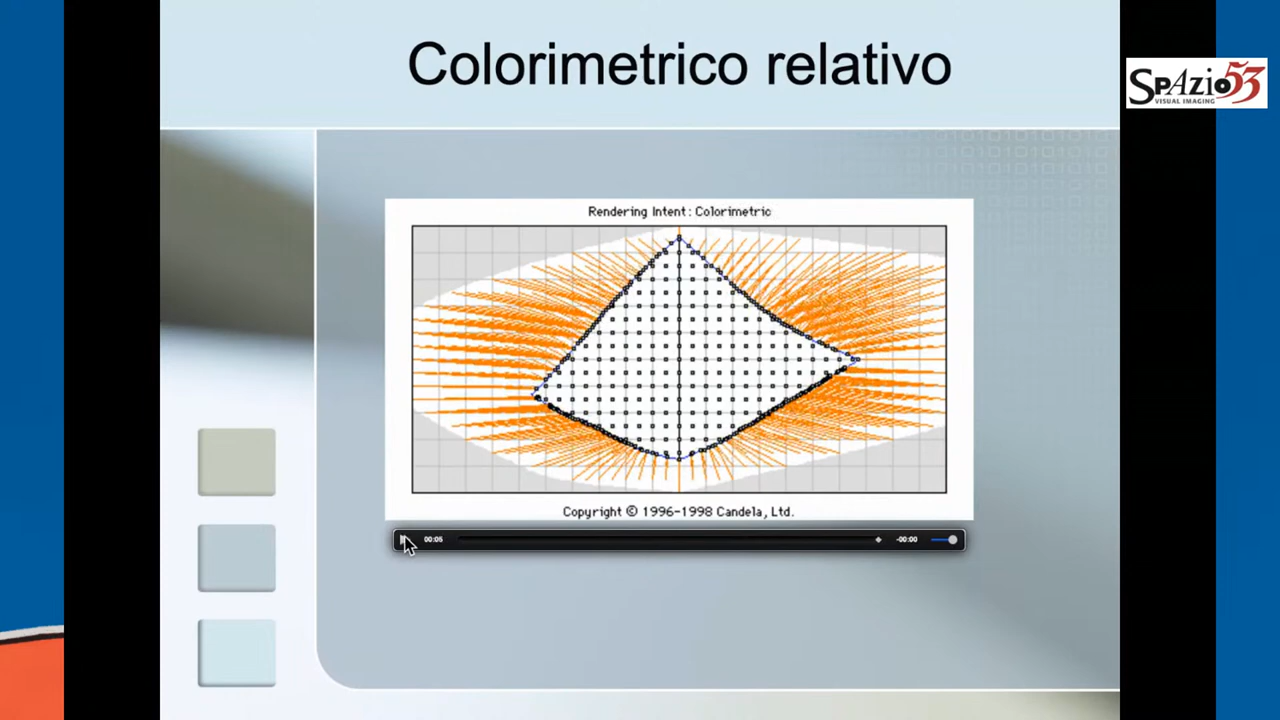 Colorimetrico relativo
SPAZIO53
VISUAL IMAGING
Rendering Intent: Colorimetric
Copyright © 1996-1998 Candela, Ltd.
00:05
-00:00